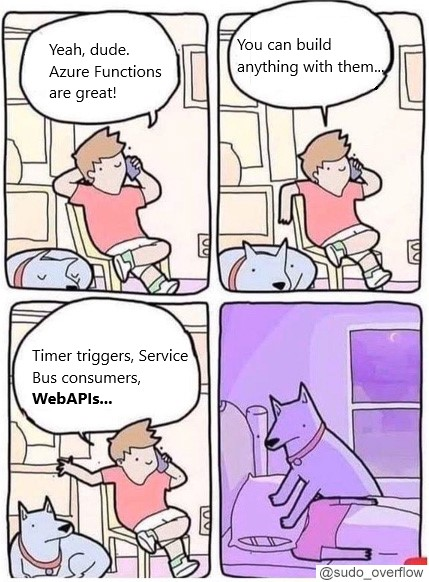 Yeah, dude.
Azure Functions
are great!
You can build
anything with them...
Timer triggers, Service
Bus consumers,
WebAPIs...
@sudo_overflow